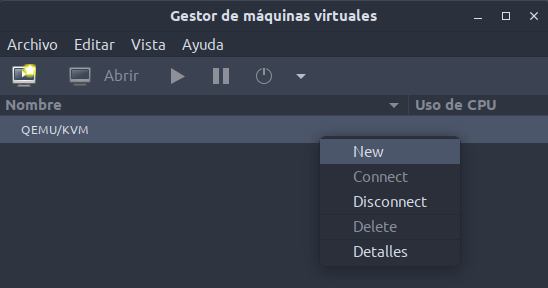 Gestor de máquinas virtuales
Archivo Editar Vista Ayuda
Abrir
Nombre Uso de CPU
QEMU/KVM
New
Connect
Disconnect
Delete
Detalles